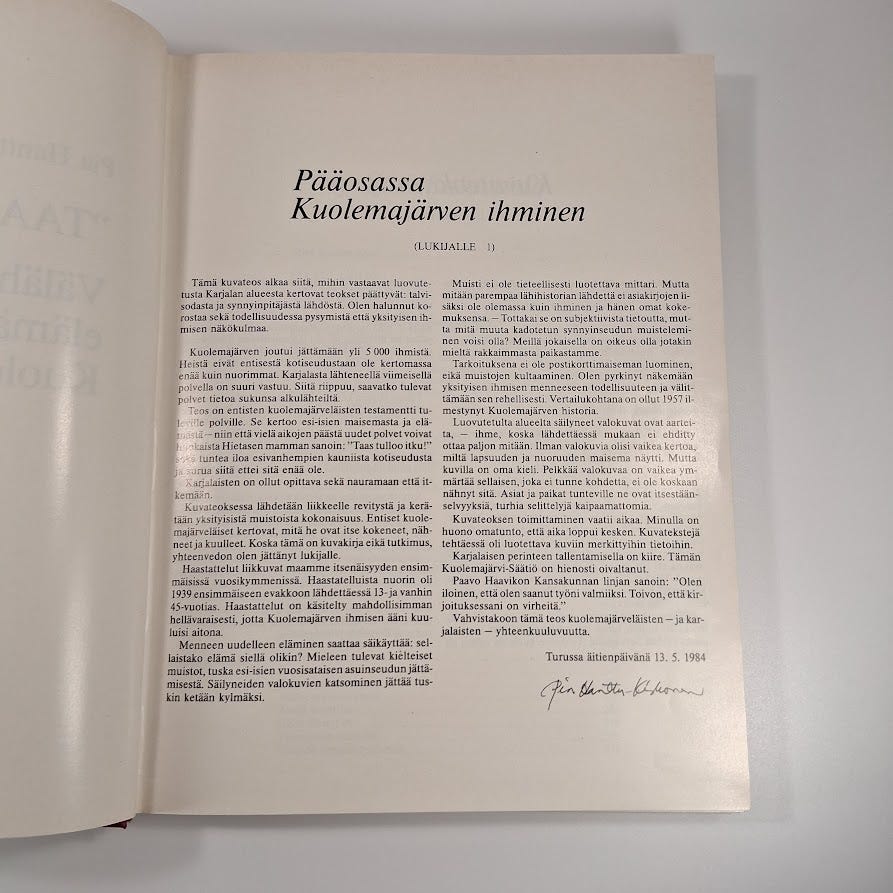 Pääosassa
Kuolemajärven ihminen
(LUKIJALLE 1)
Tämä kuvateos alkaa siitä, mihin vastaavat luovute-
tusta Karjalan alueesta kertovat teokset päättyvät: talvi-
sodasta ja synnyinpitäjästä lähdöstä. Olen halunnut ko-
rostaa sekä todellisuudessa pysymistä että yksityisen ih-
misen näkökulmaa.
Kuolemajärven joutui jättämään yli 5 000 ihmistä.
Heistä eivät entisestä kotiseudustaan ole kertomassa
enää kuin nuorimmat. Karjalasta lähteneellä viimeisellä
polvella on suuri vastuu. Siitä riippuu, saavatko tulevat
polvet tietoa sukunsa alkulähteiltä.
Teos on entisten kuolemajärveläisten testamentti tu-
leville polville. Se kertoo esi-isien maisemasta ja elä-
mästä — niin että vielä aikojen päästä uudet polvet voivat
Hietasen mamman sanoin: "Taas tulloo itku!"
sekä tuntea iloa esivanhempien kauniista kotiseudusta
ja surua siitä ettei sitä enää ole.
Karjalaisten on ollut opittava sekä nauramaan että it-
kemään.
Kuvateoksessa lähdetään liikkeelle revitystä ja kerä-
tään yksityisistä muistoista kokonaisuus. Entiset kuole-
majärveläiset kertovat, mitä he ovat itse kokeneet, näh-
neet ja kuulleet. Koska tämä on kuvakirja eikä tutkimus,
yhteenvedon olen jättänyt lukijalle.
Haastattelut liikkuvat maamme itsenäisyyden ensim-
mäisissä vuosikymmenissä. Haastatelluista nuorin oli
1939 ensimmäiseen evakkoon lähdettäessä 13- ja vanhin
45-vuotias. Haastattelut on käsitelty mahdollisimman
hellävaraisesti, jotta Kuolemajärven ihmisen ääni kuu-
luisi aitona.
Menneen uudelleen eläminen saattaa säikäyttää: sel-
laistako elämä siellä olikin? Mieleen tulevat kielteiset
muistot, tuska esi-isien vuosisataisen asuinseudun jättä-
misestä. Säilyneiden valokuvien katsominen jättää tus-
kin ketään kylmäksi.
Muisti ei ole tieteellisesti luotettava mittari. Mutta
mitään parempaa lähihistorian lähdettä ei asiakirjojen li-
säksi ole olemassa kuin ihminen ja hänen omat koke-
muksensa. — Tottakai se on subjektiivista tietoutta, mut-
ta mitä muuta kadotetun synnyinseudun muistelemi-
nen voisi olla? Meillä jokaisella on oikeus olla jotakin
mieltä rakkaimmasta paikastamme.
Tarkoituksena ei ole postikorttimaiseman luominen,
eikä muistojen kultaaminen. Olen pyrkinyt näkemään
yksityisen ihmisen menneeseen todellisuuteen ja välit-
tämään sen rehellisesti. Vertailukohtana on ollut 1957 il-
mestynyt Kuolemajärven historia.
Luovutetulta alueelta säilyneet valokuvat ovat aartei-
ta, — ihme, koska lähdettäessä mukaan ei ehditty
ottaa paljon mitään. Ilman valokuvia olisi vaikea kertoa,
miltä lapsuuden ja nuoruuden maisema näytti. Mutta
kuvilla on oma kieli. Pelkkää valokuvaa on vaikea ym-
märtää sellaisen, joka ei tunne kohdetta, ei ole koskaan
nähnyt sitä. Asiat ja paikat tunteville ne ovat itsestään-
selvyyksiä, turhia selittelyjä kaipaamattomia.
Kuvateoksen toimittaminen vaatii aikaa. Minulla on
huono omatunto, että aika loppui kesken. Kuvatekstejä
tehtäessä oli luotettava kuviin merkittyihin tietoihin.
Karjalaisen perinteen tallentamisella on kiire. Tämän
Kuolemajärvi-Säätiö on hienosti oivaltanut.
Paavo Haavikon Kansakunnan linjan sanoin: "Olen
iloinen, että olen saanut työni valmiiksi. Toivon, että kir-
joituksessani on virheitä."
Vahvistakoon tämä teos kuolemajärveläisten — ja kar-
jalaisten — yhteenkuuluvuutta.
Turussa äitienpäivänä 13. 5. 1984